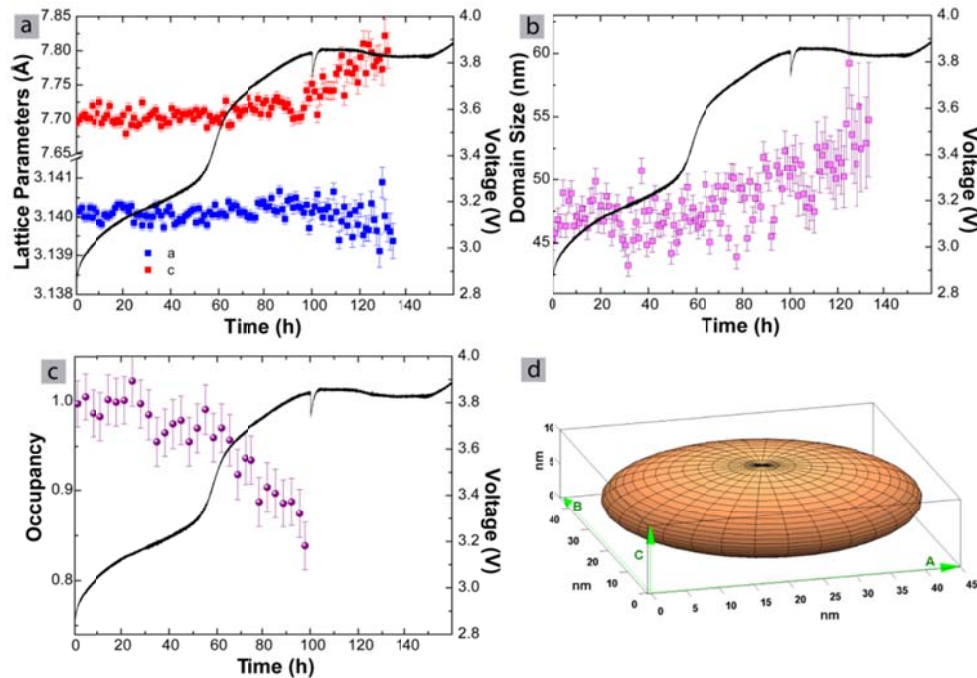 a
7.85
7.80
7.75
7.70
7.65
3.141
3.140
3.139
3.138
Lattice Parameters (Å)
a
c
0 20 40 60 80 100 120 140
Time (h)
4.0
3.8
3.6
3.4
3.2
3.0
2.8
Voltage (V)
b
60
55
50
45
Domain Size (nm)
0 20 40 60 80 100 120 140
Time (h)
4.0
3.8
3.6
3.4
3.2
3.0
2.8
Voltage (V)
c
1.0
0.9
0.8
Occupancy
0 20 40 60 80 100 120 140
Time (h)
4.0
3.8
3.6
3.4
3.2
3.0
2.8
Voltage (V)
d
10
5
0
nm
B
40
30
20
10
0
nm
C
A
0 5 10 15 20 25 30 35 40 45
nm